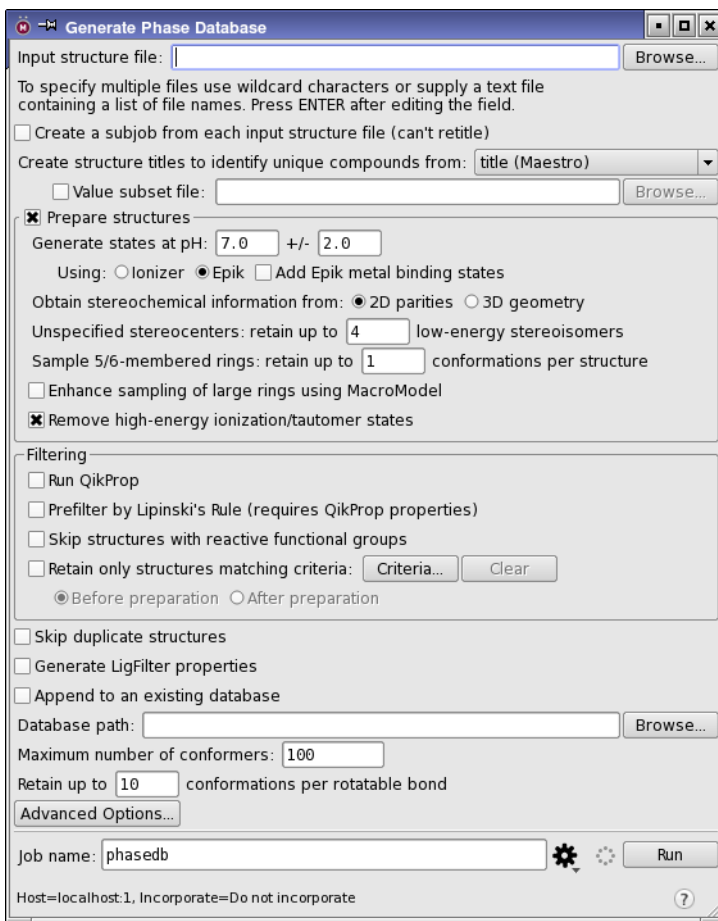 Generate Phase Database
Input structure file: Browse...
To specify multiple files use wildcard characters or supply a text file
containing a list of file names. Press ENTER after editing the field.
Create a subjob from each input structure file (can't retitle)
Create structure titles to identify unique compounds from: title (Maestro)
Value subset file: Browse...
Prepare structures
Generate states at pH: 7.0 +/- 2.0
Using: Ionizer Epik Add Epik metal binding states
Obtain stereochemical information from: 2D parities 3D geometry
Unspecified stereocenters: retain up to 4 low-energy stereoisomers
Sample 5/6-membered rings: retain up to 1 conformations per structure
Enhance sampling of large rings using MacroModel
Remove high-energy ionization/tautomer states
Filtering
Run QikProp
Prefilter by Lipinski's Rule (requires QikProp properties)
Skip structures with reactive functional groups
Retain only structures matching criteria: Criteria... Clear
Before preparation After preparation
Skip duplicate structures
Generate LigFilter properties
Append to an existing database
Database path: Browse...
Maximum number of conformers: 100
Retain up to 10 conformations per rotatable bond
Advanced Options...
Job name: phasedb Run
Host=localhost:1, Incorporate=Do not incorporate ?